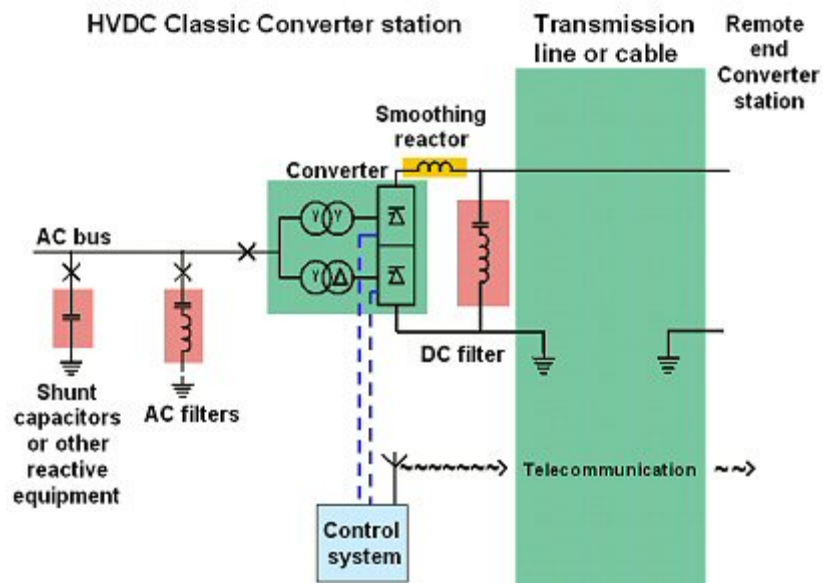 HVDC Classic Converter station
Transmission
line or cable
Remote
end
Converter
station
Smoothing
reactor
Converter
Y Y
Y Δ
AC bus
DC filter
Shunt
capacitors
or other
reactive
equipment
AC filters
Telecommunication
Control
system